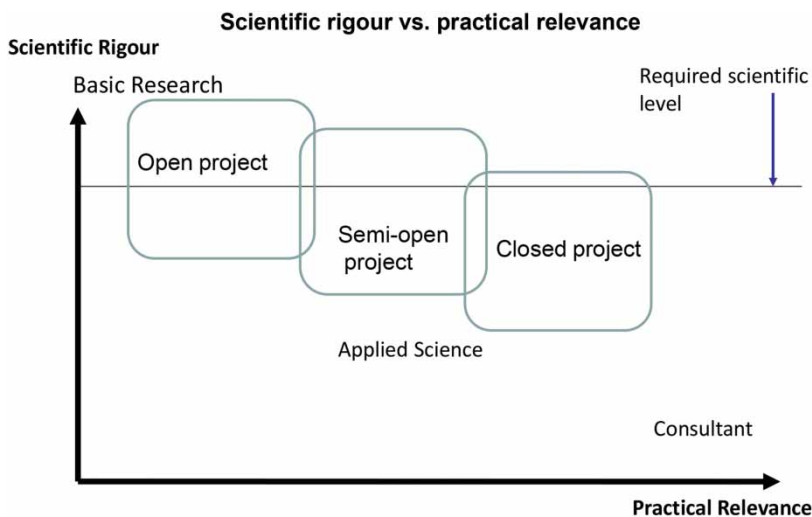 Scientific rigour vs. practical relevance
Scientific Rigour
Basic Research
Required scientific
level
Open project
Semi-open
project
Closed project
Applied Science
Consultant
Practical Relevance